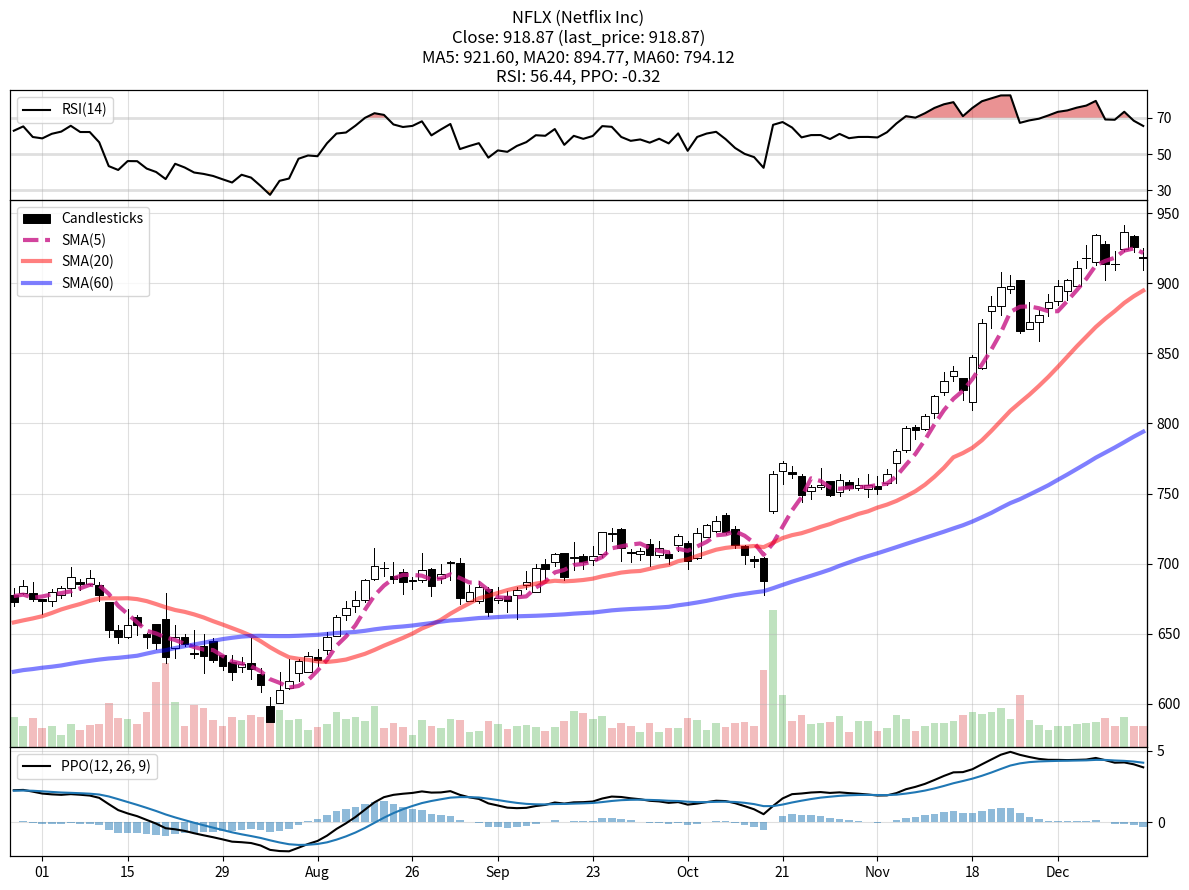 NFLX (Netflix Inc)
Close: 918.87 (last_price: 918.87)
MA5: 921.60, MA20: 894.77, MA60: 794.12
RSI: 56.44, PPO: -0.32
RSI(14)
70
50
30
Candlesticks
SMA(5)
SMA(20)
SMA(60)
950
900
850
800
750
700
650
600
PPO(12, 26, 9)
5
0
01 15 29 Aug 26 Sep 23 Oct 21 Nov 18 Dec